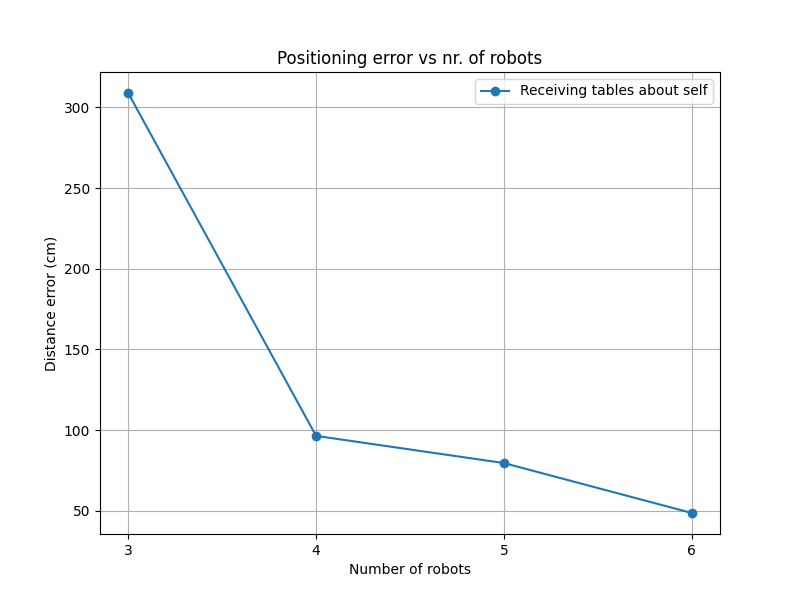 Positioning error vs nr. of robots
Receiving tables about self
300
250
200
150
100
50
Distance error (cm)
3 4 5 6
Number of robots